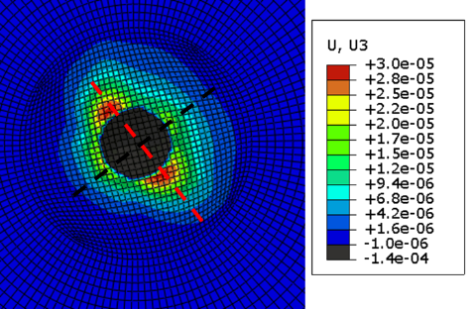 U, U3
+3.0e-05
+2.8e-05
+2.5e-05
+2.2e-05
+2.0e-05
+1.7e-05
+1.5e-05
+1.2e-05
+9.4e-06
+6.8e-06
+4.2e-06
+1.6e-06
-1.0e-06
-1.4e-04